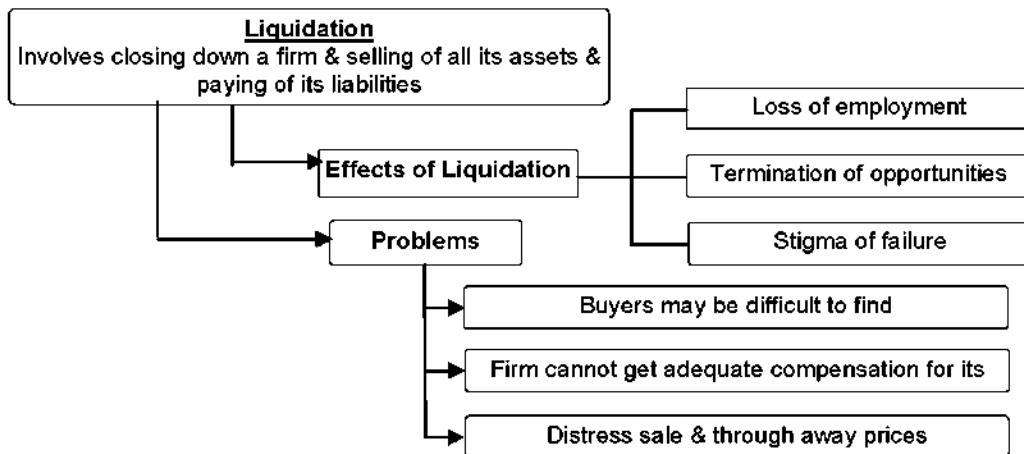 Liquidation
Involves closing down a firm & selling of all its assets &
paying of its liabilities
Effects of Liquidation
Loss of employment
Termination of opportunities
Stigma of failure
Problems
Buyers may be difficult to find
Firm cannot get adequate compensation for its
Distress sale & through away prices